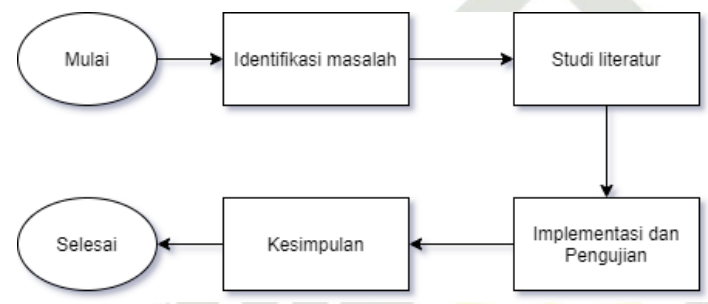 Mulai
Identifikasi masalah
Studi literatur
Implementasi dan
Pengujian
Kesimpulan
Selesai